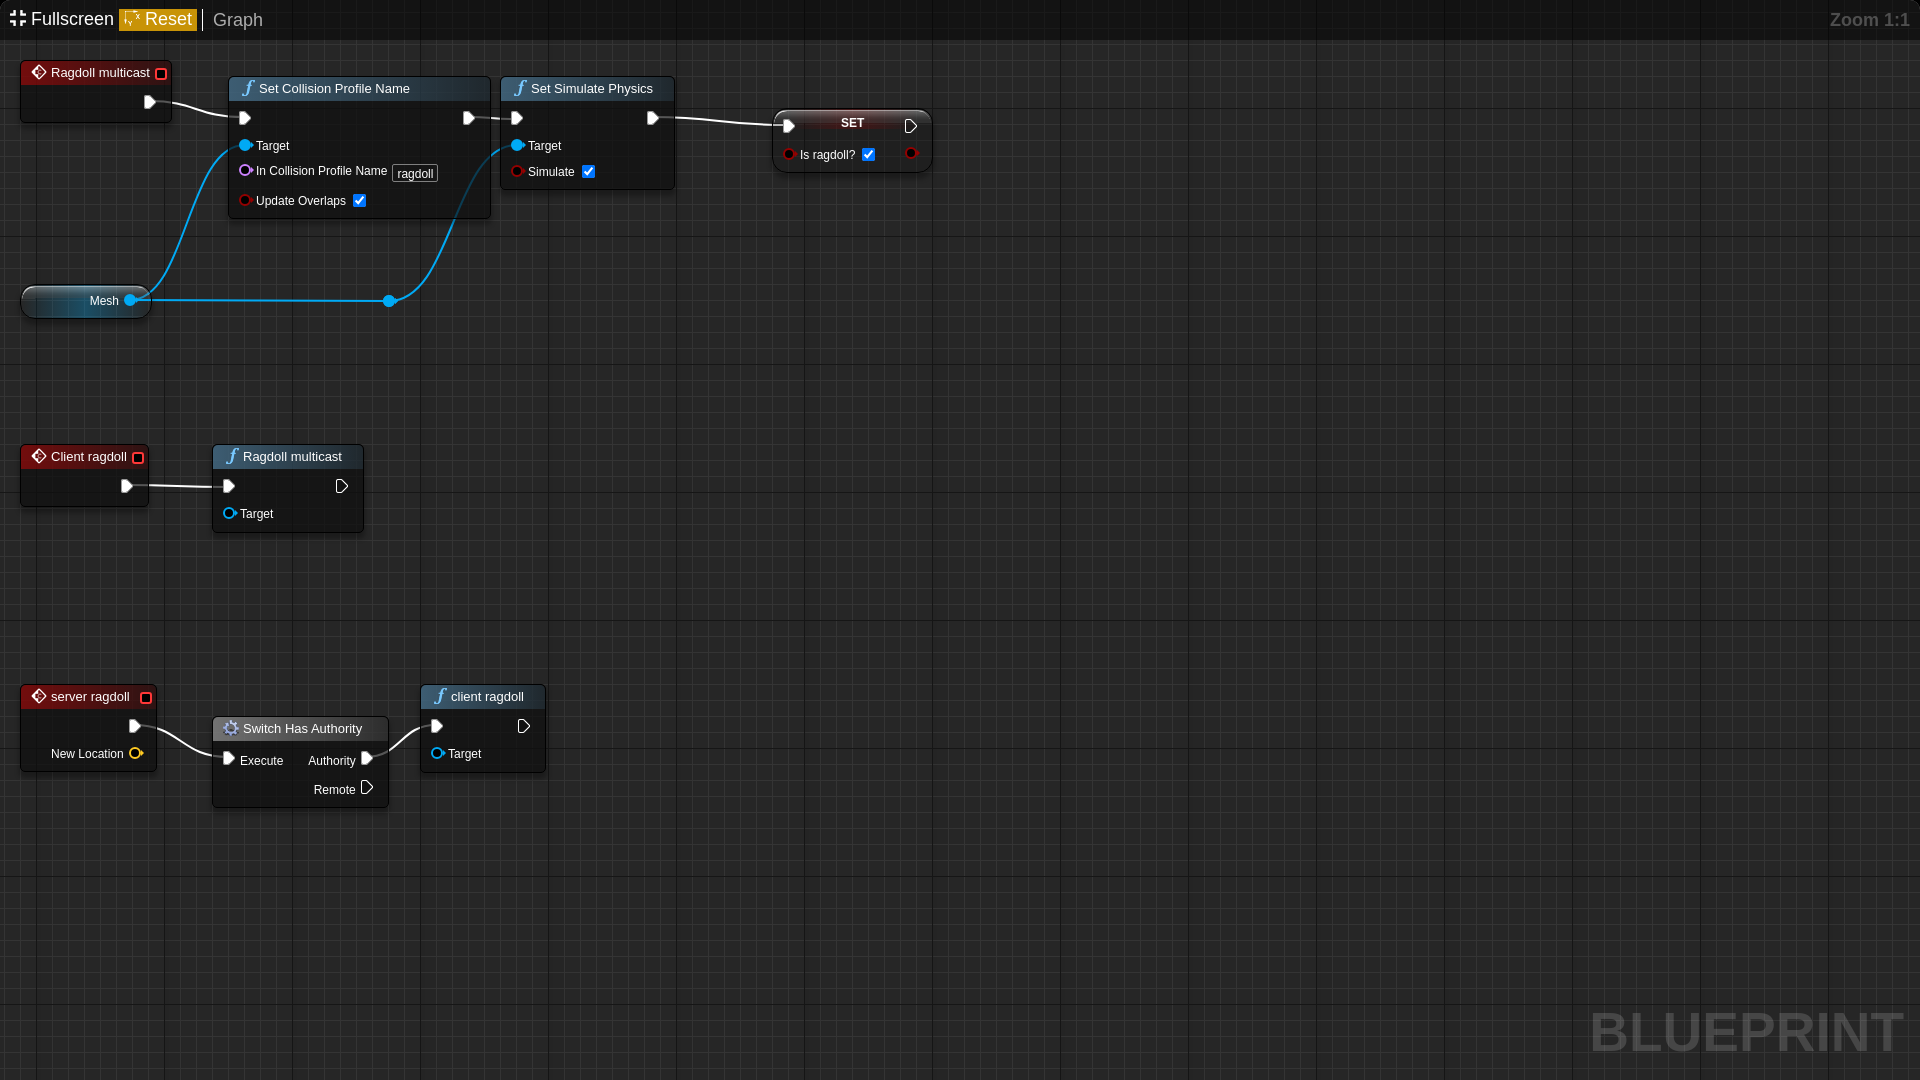 Fullscreen Reset Graph Zoom 1:1
Ragdoll multicast
Set Collision Profile Name
Target
In Collision Profile Name ragdoll
Update Overlaps
Set Simulate Physics
Target
Simulate
SET
Is ragdoll?
Mesh
Client ragdoll
Ragdoll multicast
Target
server ragdoll
New Location
Switch Has Authority
Execute Authority
Remote
client ragdoll
Target
BLUEPRINT